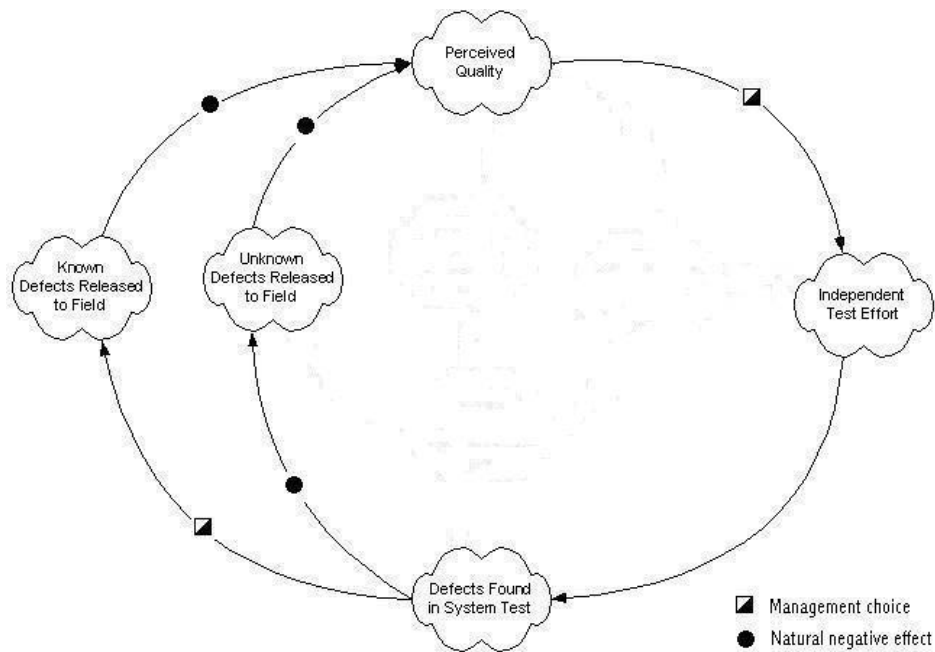 Perceived
Quality
Known
Defects Released
to Field
Unknown
Defects Released
to Field
Independent
Test Effort
Defects Found
in System Test
Management choice
Natural negative effect